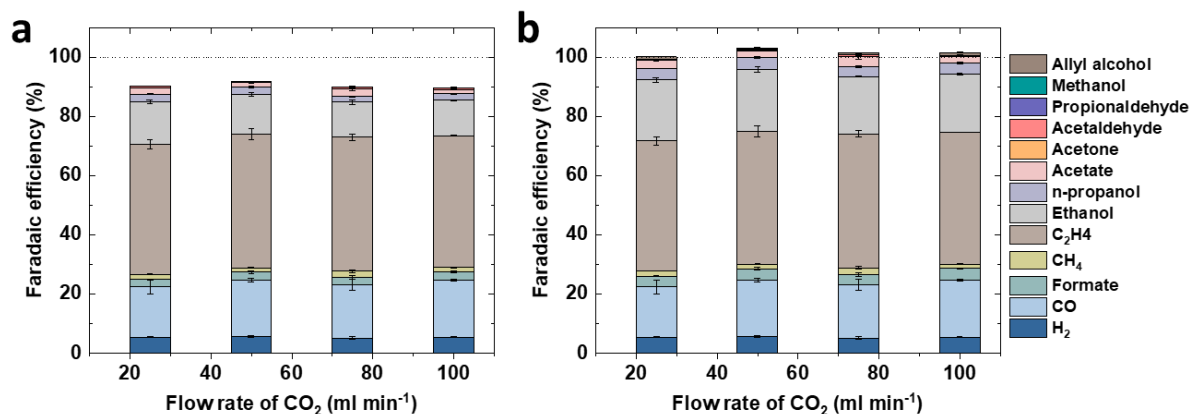 a
Faradaic efficiency (%)
100
80
60
40
20
0
20 40 60 80 100
Flow rate of CO₂ (ml min⁻¹)
b
Faradaic efficiency (%)
100
80
60
40
20
0
20 40 60 80 100
Flow rate of CO₂ (ml min⁻¹)
Allyl alcohol
Methanol
Propionaldehyde
Acetaldehyde
Acetone
Acetate
n-propanol
Ethanol
C₂H4
CH₄
Formate
CO
H₂